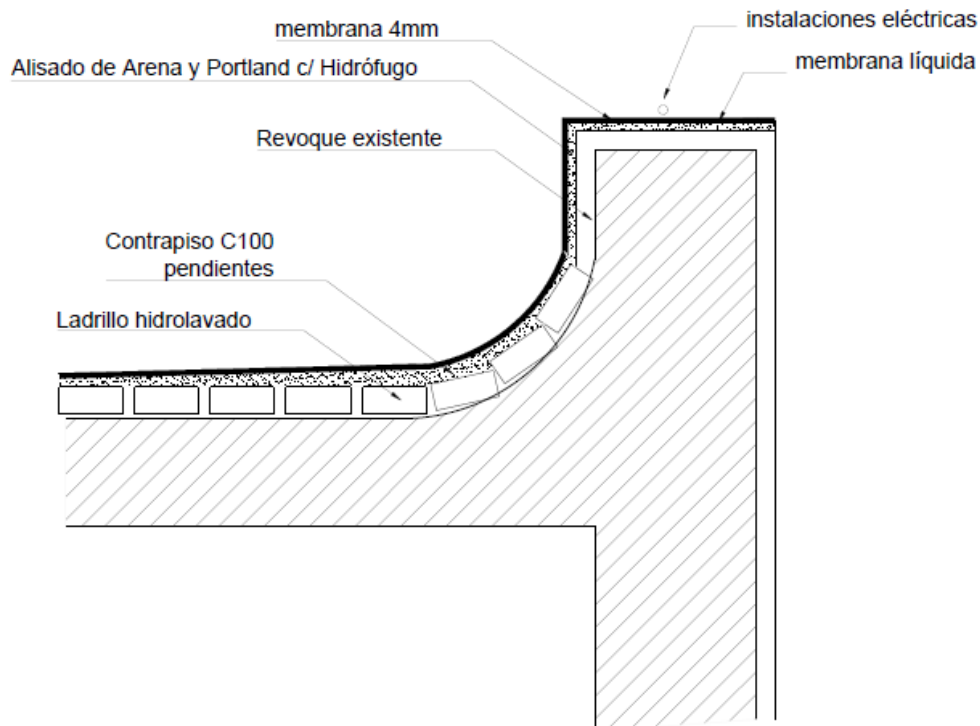 instalaciones eléctricas
membrana 4mm
membrana líquida
Alisado de Arena y Portland c/ Hidrófugo
Revoque existente
Contrapiso C100
pendientes
Ladrillo hidrolavado